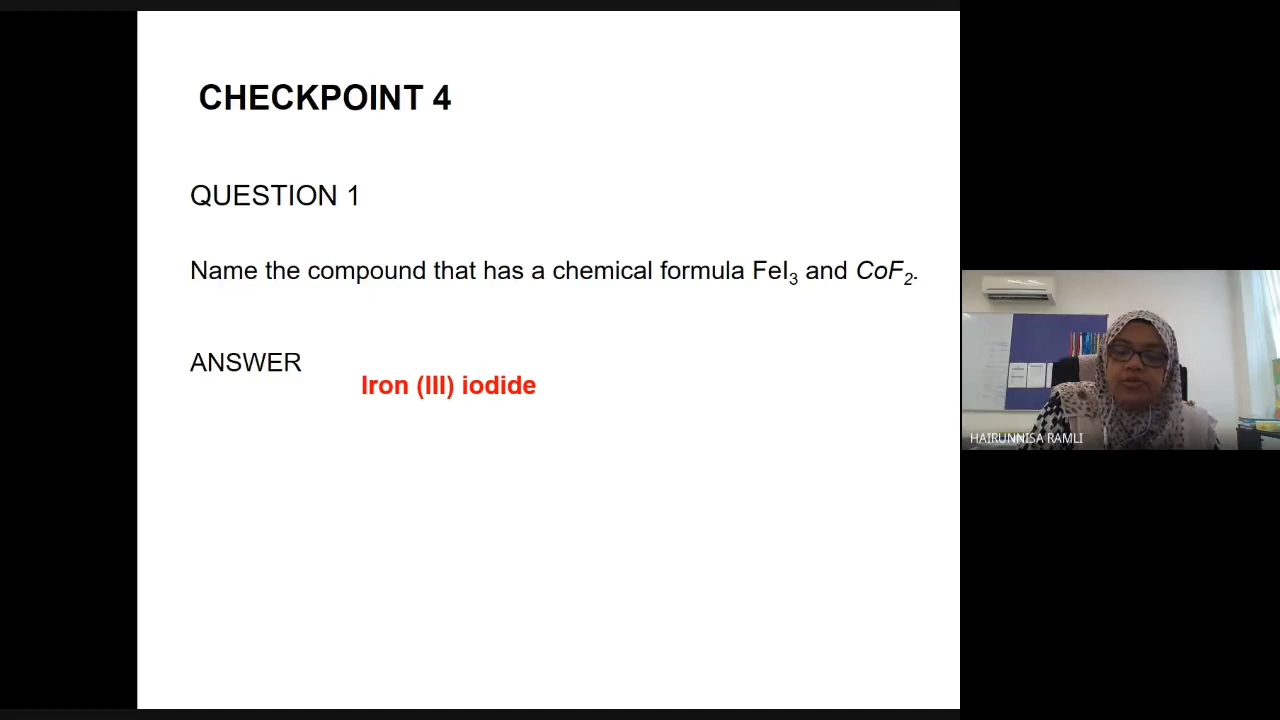 CHECKPOINT 4
QUESTION 1
Name the compound that has a chemical formula FeI₃ and CoF₂.
ANSWER
Iron (III) iodide
HAIRUNNISA RAMLI